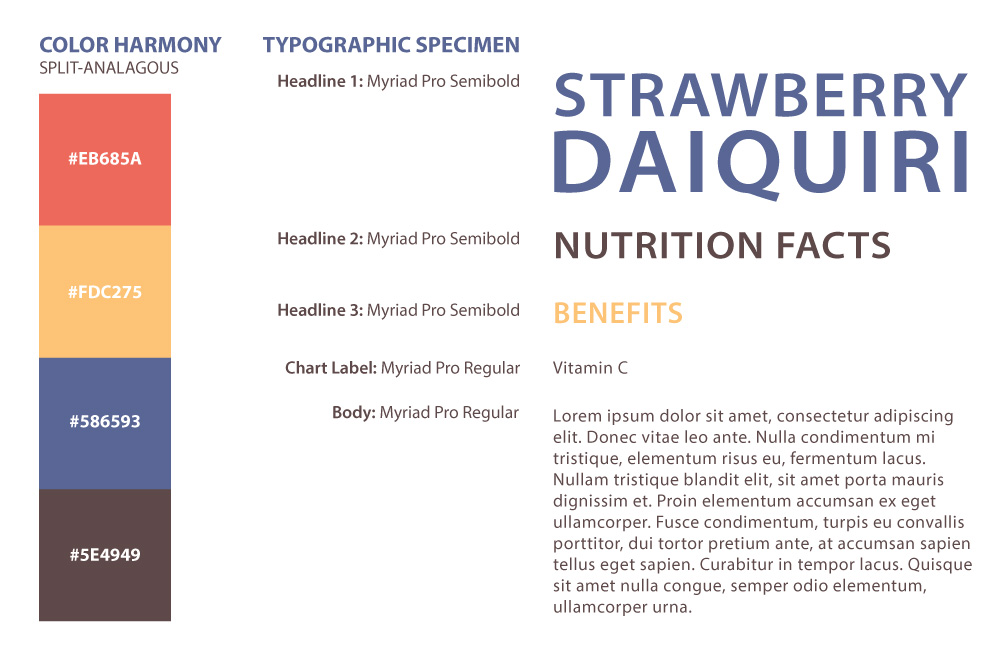 COLOR HARMONY
SPLIT-ANALAGOUS
#EB685A
#FDC275
#586593
#5E4949
TYPOGRAPHIC SPECIMEN
Headline 1: Myriad Pro Semibold
STRAWBERRY
DAIQUIRI
Headline 2: Myriad Pro Semibold
NUTRITION FACTS
Headline 3: Myriad Pro Semibold
BENEFITS
Chart Label: Myriad Pro Regular
Vitamin C
Body: Myriad Pro Regular
Lorem ipsum dolor sit amet, consectetur adipiscing
elit. Donec vitae leo ante. Nulla condimentum mi
tristique, elementum risus eu, fermentum lacus.
Nullam tristique blandit elit, sit amet porta mauris
dignissim et. Proin elementum accumsan ex eget
ullamcorper. Fusce condimentum, turpis eu convallis
porttitor, dui tortor pretium ante, at accumsan sapien
tellus eget sapien. Curabitur in tempor lacus. Quisque
sit amet nulla congue, semper odio elementum,
ullamcorper urna.